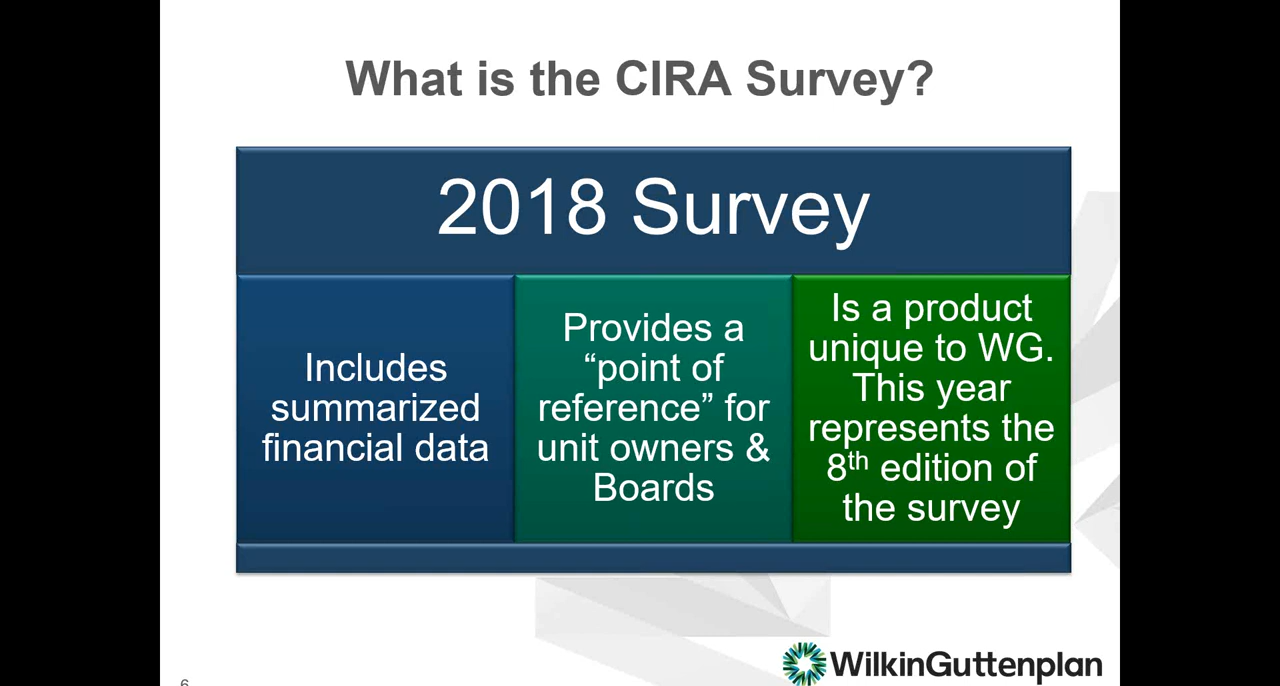 What is the CIRA Survey?
2018 Survey
Includes
summarized
financial data
Provides a
“point of
reference” for
unit owners &
Boards
Is a product
unique to WG.
This year
represents the
8th edition of
the survey
WilkinGuttenplan
6